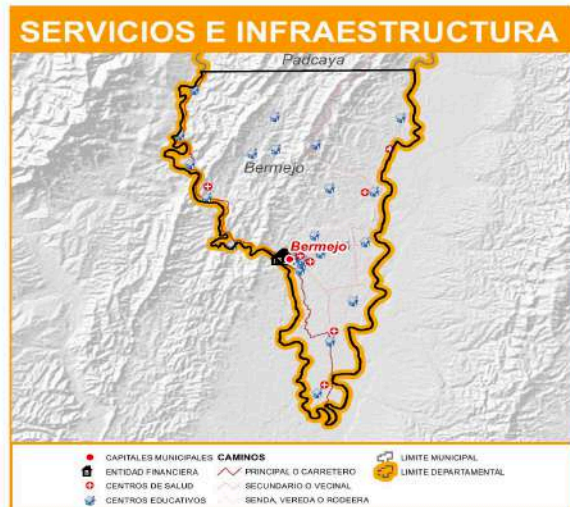 SERVICIOS E INFRAESTRUCTURA
Padcaya
Bermejo
Bermejo
CAPITALES MUNICIPALES
ENTIDAD FINANCIERA
CENTROS DE SALUD
CENTROS EDUCATIVOS
CAMINOS
PRINCIPAL O CARRETERO
SECUNDARIO O VECINAL
SENDA, VEREDA O RODEERA
LIMITE MUNICIPAL
LIMITE DEPARTAMENTAL